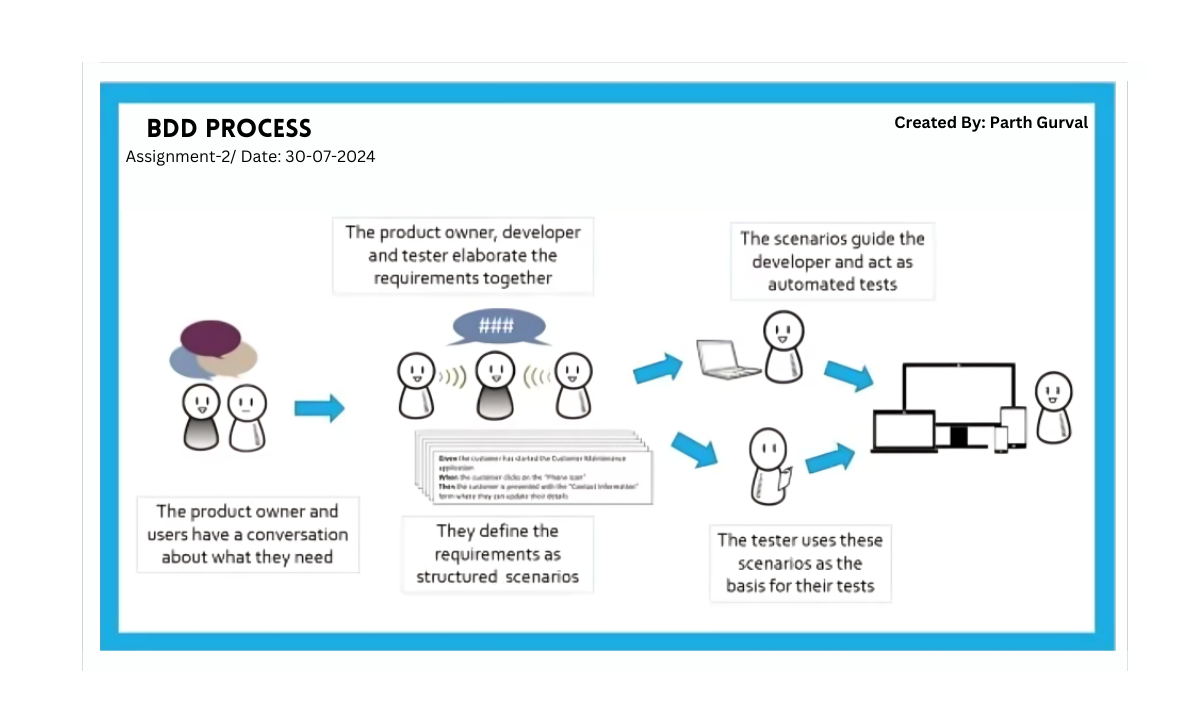 BDD PROCESS
Created By: Parth Gurval
Assignment-2/ Date: 30-07-2024
The product owner, developer
and tester elaborate the
requirements together
The scenarios guide the
developer and act as
automated tests
###
Given the customer has started the Customer Maintenance
application
When the customer clicks on the "Phone icon"
Then the customer is presented with the "Contact Information"
form where they can update their details
The product owner and
users have a conversation
about what they need
They define the
requirements as
structured scenarios
The tester uses these
scenarios as the
basis for their tests